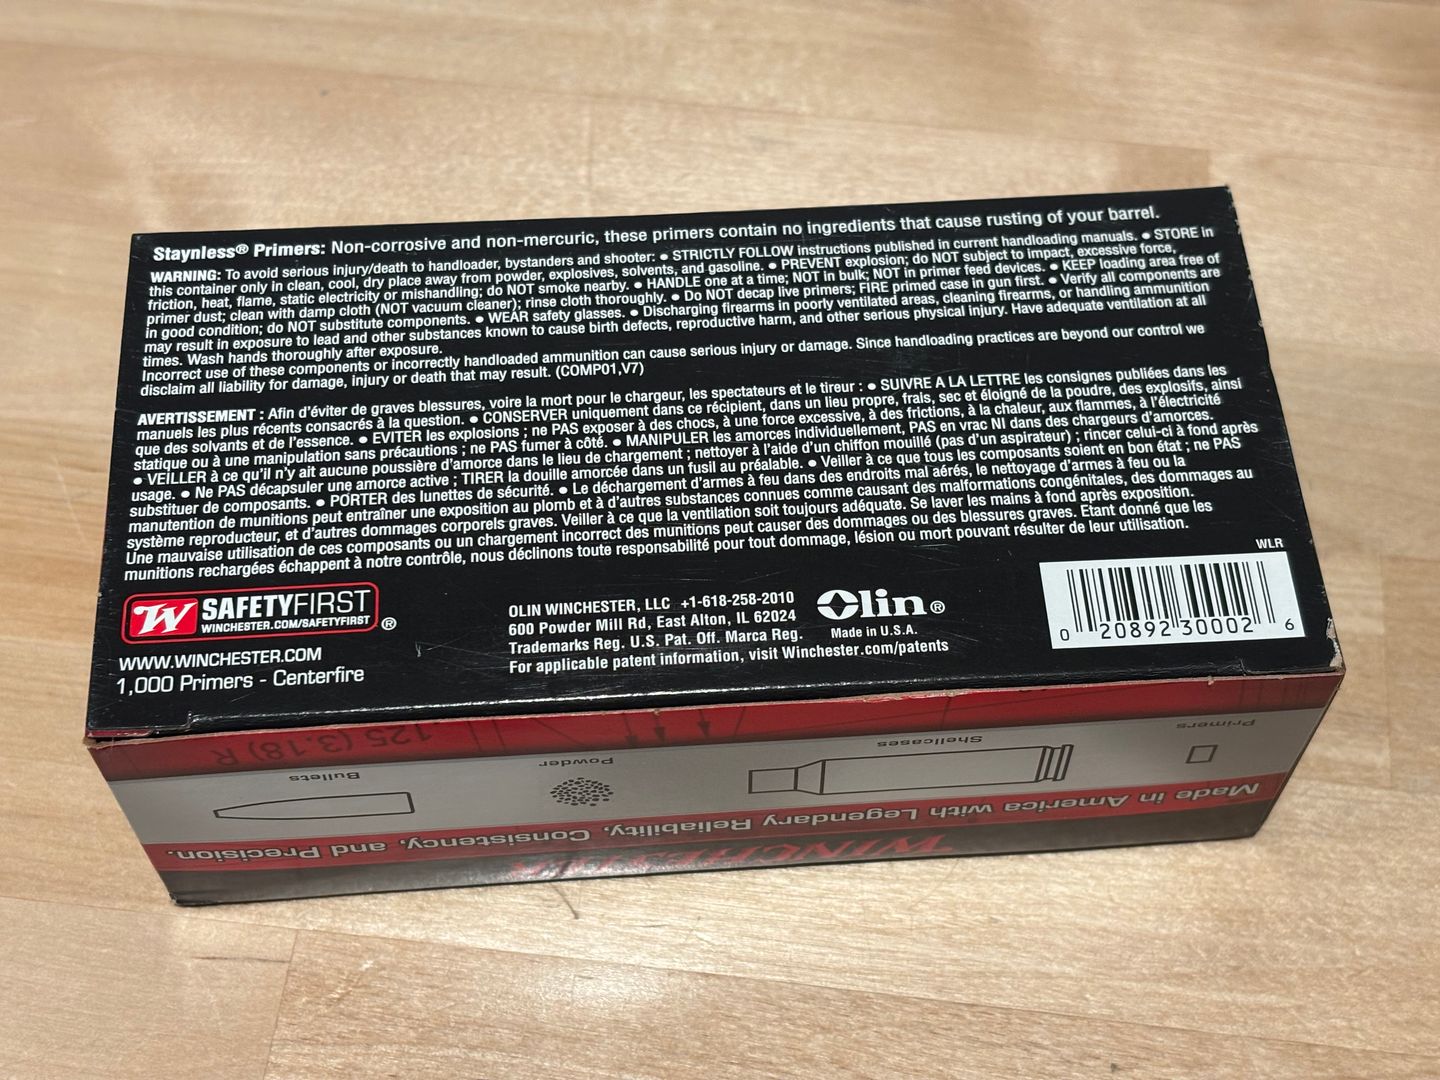 Staynless® Primers: Non-corrosive and non-mercuric, these primers contain no ingredients that cause rusting of your barrel.
WARNING: To avoid serious injury/death to handloader, bystanders and shooter: ● STRICTLY FOLLOW instructions published in current handloading manuals. ● STORE in
this container only in clean, cool, dry place away from powder, explosives, solvents, and gasoline. ● PREVENT explosion; do NOT subject to impact, excessive force,
friction, heat, flame, static electricity or mishandling; do NOT smoke nearby. ● HANDLE one at a time; NOT in bulk; NOT in primer feed devices. ● KEEP loading area free of
primer dust; clean with damp cloth (NOT vacuum cleaner); rinse cloth thoroughly. ● Do NOT decap live primers; FIRE primed case in gun first. ● Verify all components are
in good condition; do NOT substitute components. ● WEAR safety glasses. ● Discharging firearms in poorly ventilated areas, cleaning firearms, or handling ammunition
may result in exposure to lead and other substances known to cause birth defects, reproductive harm, and other serious physical injury. Have adequate ventilation at all
times. Wash hands thoroughly after exposure.
Incorrect use of these components or incorrectly handloaded ammunition can cause serious injury or damage. Since handloading practices are beyond our control we
disclaim all liability for damage, injury or death that may result. (COMP01,V7)
AVERTISSEMENT : Afin d'éviter de graves blessures, voire la mort pour le chargeur, les spectateurs et le tireur : ● SUIVRE A LA LETTRE les consignes publiées dans les
manuels les plus récents consacrés à la question. ● CONSERVER uniquement dans ce récipient, dans un lieu propre, frais, sec et éloigné de la poudre, des explosifs, ainsi
que des solvants et de l'essence. ● EVITER les explosions ; ne PAS exposer à des chocs, à une force excessive, à des frictions, à la chaleur, aux flammes, à l'électricité
statique ou à une manipulation sans précautions ; ne PAS fumer à côté. ● MANIPULER les amorces individuellement, PAS en vrac NI dans des chargeurs d'amorces.
● VEILLER à ce qu'il n'y ait aucune poussière d'amorce dans le lieu de chargement ; nettoyer à l'aide d'un chiffon mouillé (pas d'un aspirateur) ; rincer celui-ci à fond après
usage. ● Ne PAS décapsuler une amorce active ; TIRER la douille amorcée dans un fusil au préalable. ● Veiller à ce que tous les composants soient en bon état ; ne PAS
substituer de composants. ● PORTER des lunettes de sécurité. ● Le déchargement d'armes à feu dans des endroits mal aérés, le nettoyage d'armes à feu ou la
manutention de munitions peut entraîner une exposition au plomb et à d'autres substances connues comme causant des malformations congénitales, des dommages au
système reproducteur, et d'autres dommages corporels graves. Veiller à ce que la ventilation soit toujours adéquate. Se laver les mains à fond après exposition.
Une mauvaise utilisation de ces composants ou un chargement incorrect des munitions peut causer des dommages ou des blessures graves. Etant donné que les
munitions rechargées échappent à notre contrôle, nous déclinons toute responsabilité pour tout dommage, lésion ou mort pouvant résulter de leur utilisation.
W SAFETYFIRST
WINCHESTER.COM/SAFETYFIRST ®
WWW.WINCHESTER.COM
1,000 Primers - Centerfire
OLIN WINCHESTER, LLC +1-618-258-2010
600 Powder Mill Rd, East Alton, IL 62024
Trademarks Reg. U.S. Pat. Off. Marca Reg.
For applicable patent information, visit Winchester.com/patents
Olin®
Made in U.S.A.
WLR
0 20892 30002 6
125 (3.18) R
Bullets
Powder
Shellcases
Primers
Made in America with Legendary Reliability, Consistency, and Precision.
WINCHESTER